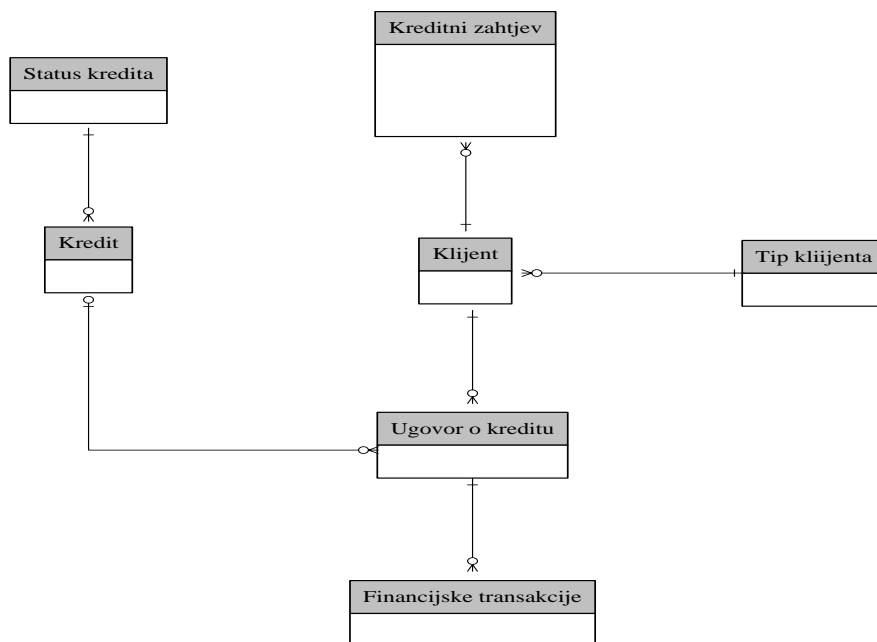 Kreditni zahtjev
Status kredita
Kredit
Klijent
Tip kliijenta
Ugovor o kreditu
Financijske transakcije